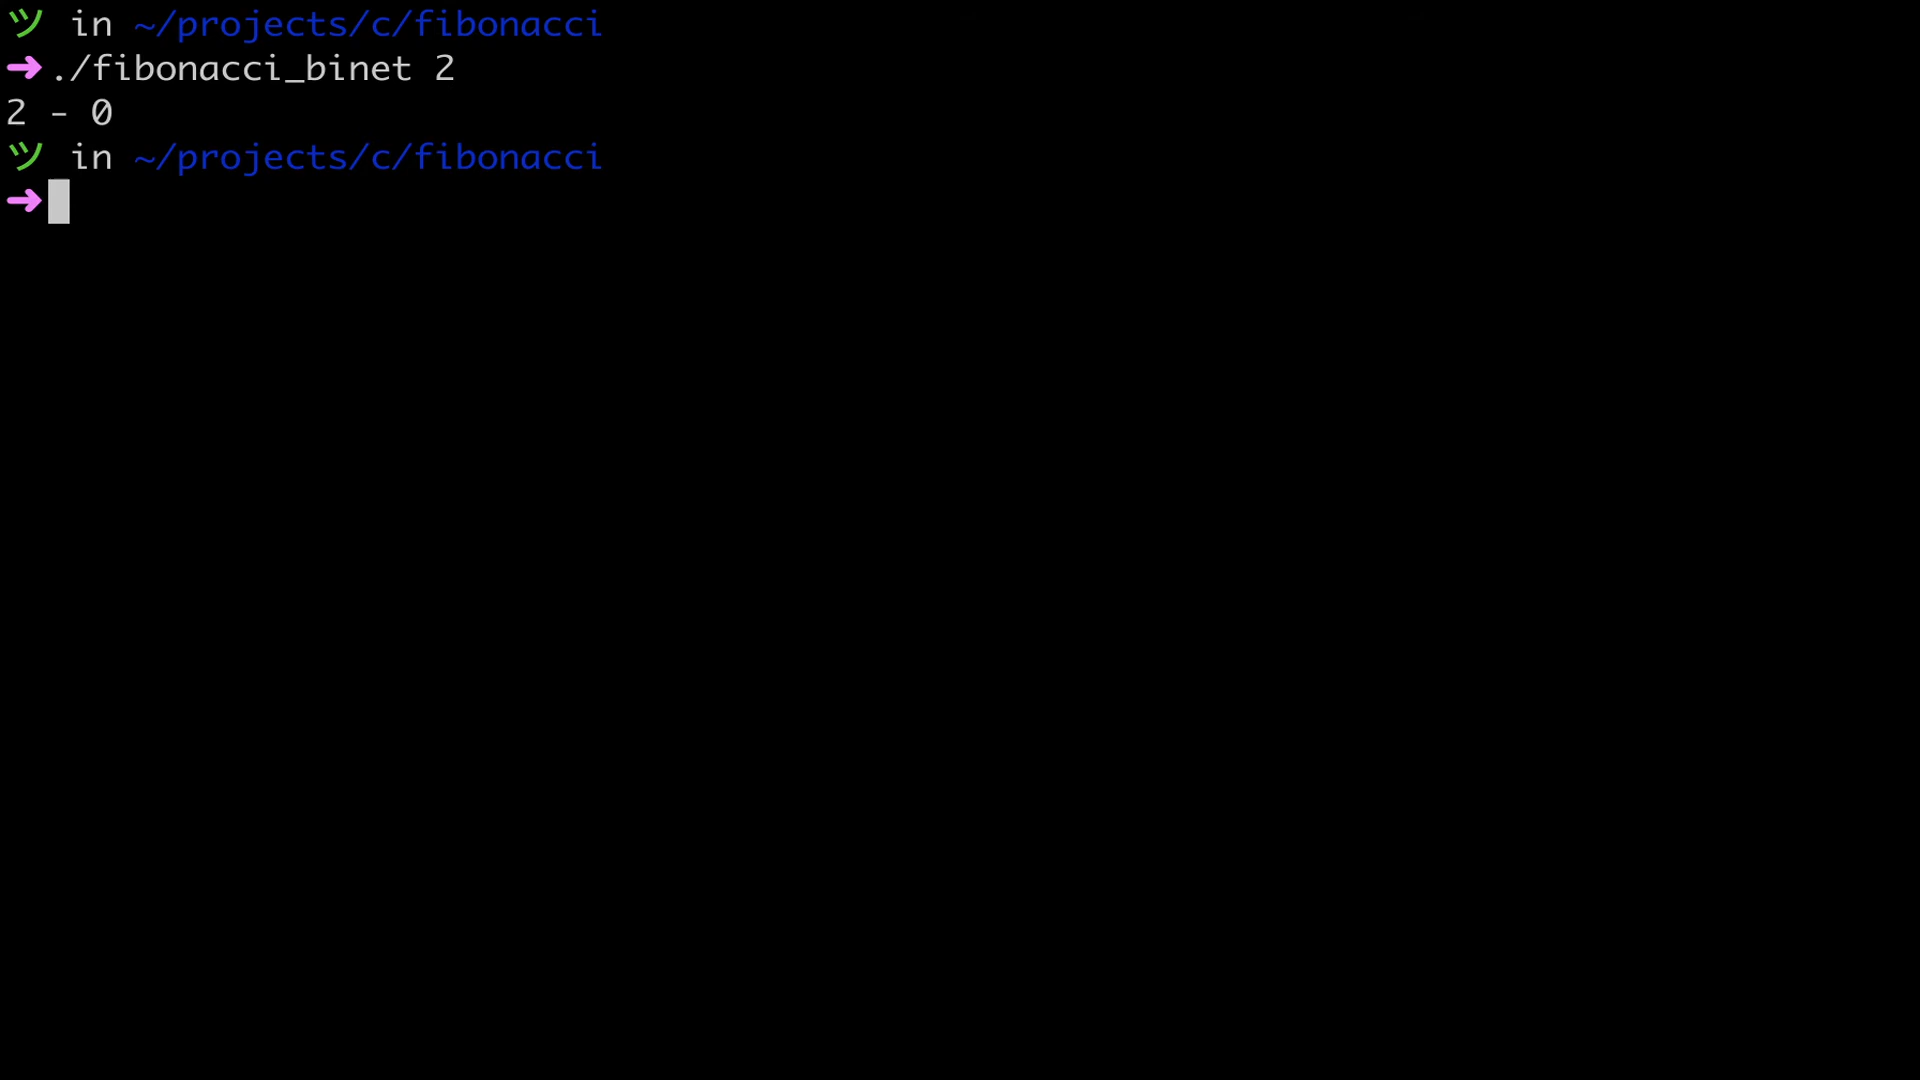 ツ in ~/projects/c/fibonacci
➜ ./fibonacci_binet 2
2 - 0
ツ in ~/projects/c/fibonacci
➜